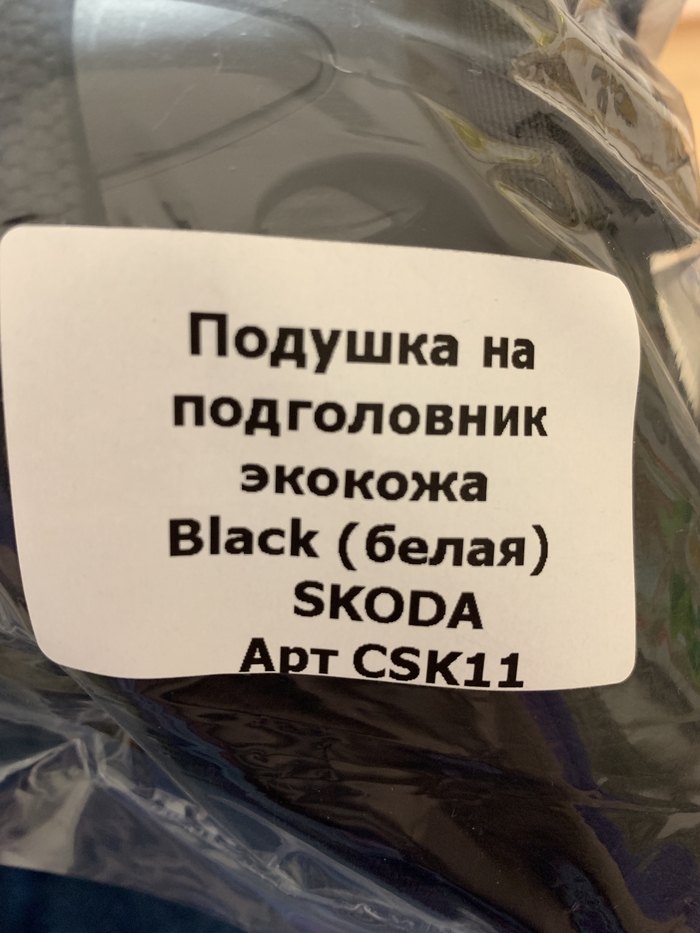 Подушка на
подголовник
экокожа
Black (белая)
SKODA
Арт CSK11